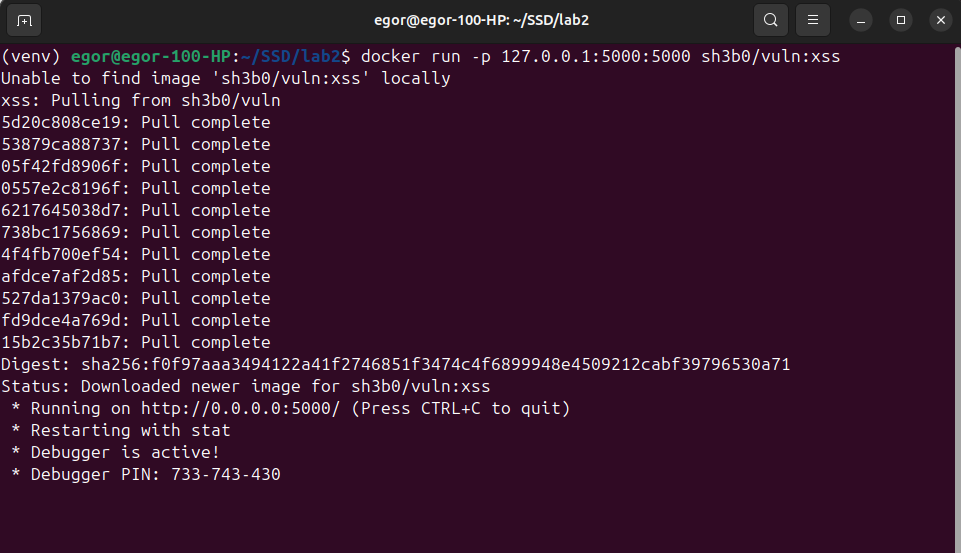 egor@egor-100-HP: ~/SSD/lab2
(venv) egor@egor-100-HP:~/SSD/lab2$ docker run -p 127.0.0.1:5000:5000 sh3b0/vuln:xss
Unable to find image 'sh3b0/vuln:xss' locally
xss: Pulling from sh3b0/vuln
5d20c808ce19: Pull complete
53879ca88737: Pull complete
05f42fd8906f: Pull complete
0557e2c8196f: Pull complete
6217645038d7: Pull complete
738bc1756869: Pull complete
4f4fb700ef54: Pull complete
afdce7af2d85: Pull complete
527da1379ac0: Pull complete
fd9dce4a769d: Pull complete
15b2c35b71b7: Pull complete
Digest: sha256:f0f97aaa3494122a41f2746851f3474c4f6899948e4509212cabf39796530a71
Status: Downloaded newer image for sh3b0/vuln:xss
 * Running on http://0.0.0.0:5000/ (Press CTRL+C to quit)
 * Restarting with stat
 * Debugger is active!
 * Debugger PIN: 733-743-430